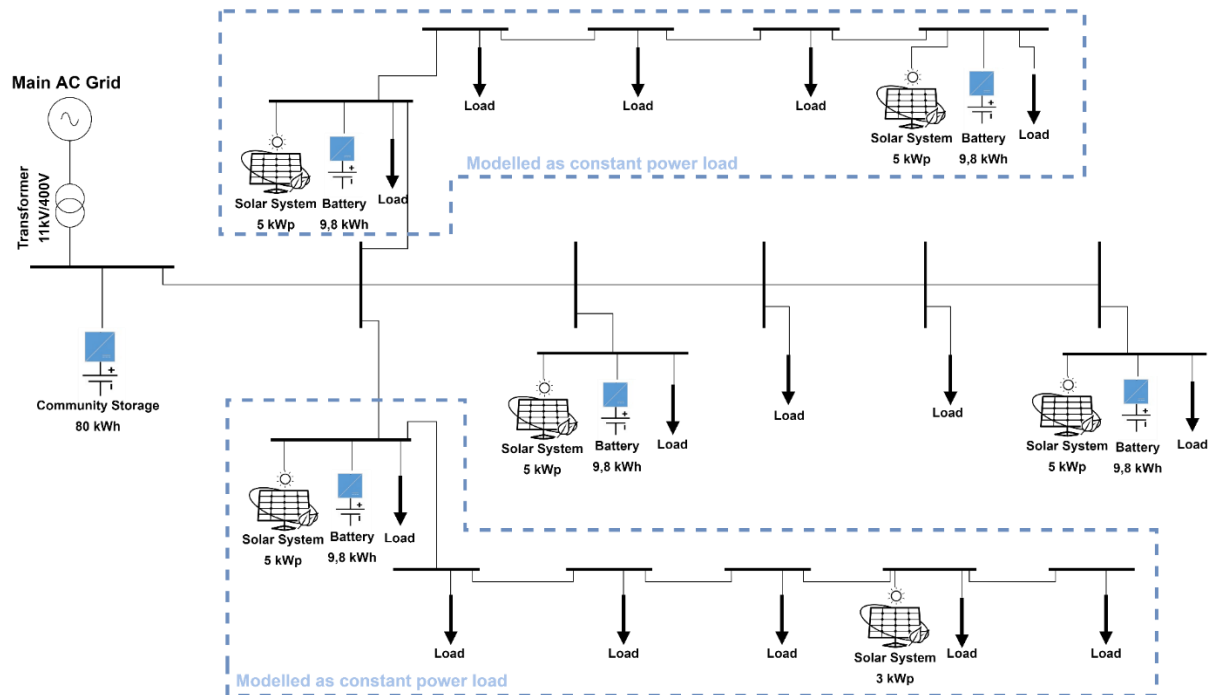 Main AC Grid
Transformer
11kV/400V
Community Storage
80 kWh
Load
Load
Load
Solar System
5 kWp
Battery
9,8 kWh
Load
Modelled as constant power load
Solar System
5 kWp
Battery
9,8 kWh
Load
Solar System
5 kWp
Battery
9,8 kWh
Load
Load
Load
Solar System
5 kWp
Battery
9,8 kWh
Load
Solar System
5 kWp
Battery
9,8 kWh
Load
Load
Load
Load
Solar System
3 kWp
Load
Load
Modelled as constant power load